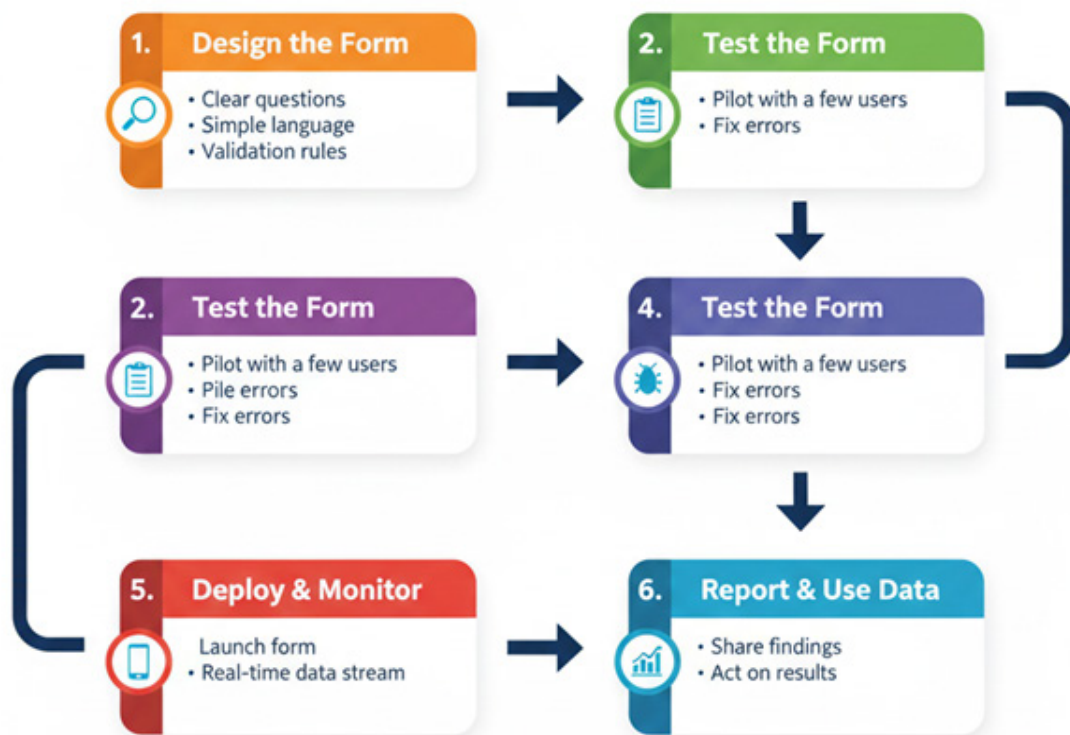 1. Design the Form
• Clear questions
• Simple language
• Validation rules
2. Test the Form
• Pilot with a few users
• Fix errors
2. Test the Form
• Pilot with a few users
• Pile errors
• Fix errors
4. Test the Form
• Pilot with a few users
• Fix errors
• Fix errors
5. Deploy & Monitor
Launch form
• Real-time data stream
6. Report & Use Data
• Share findings
• Act on results